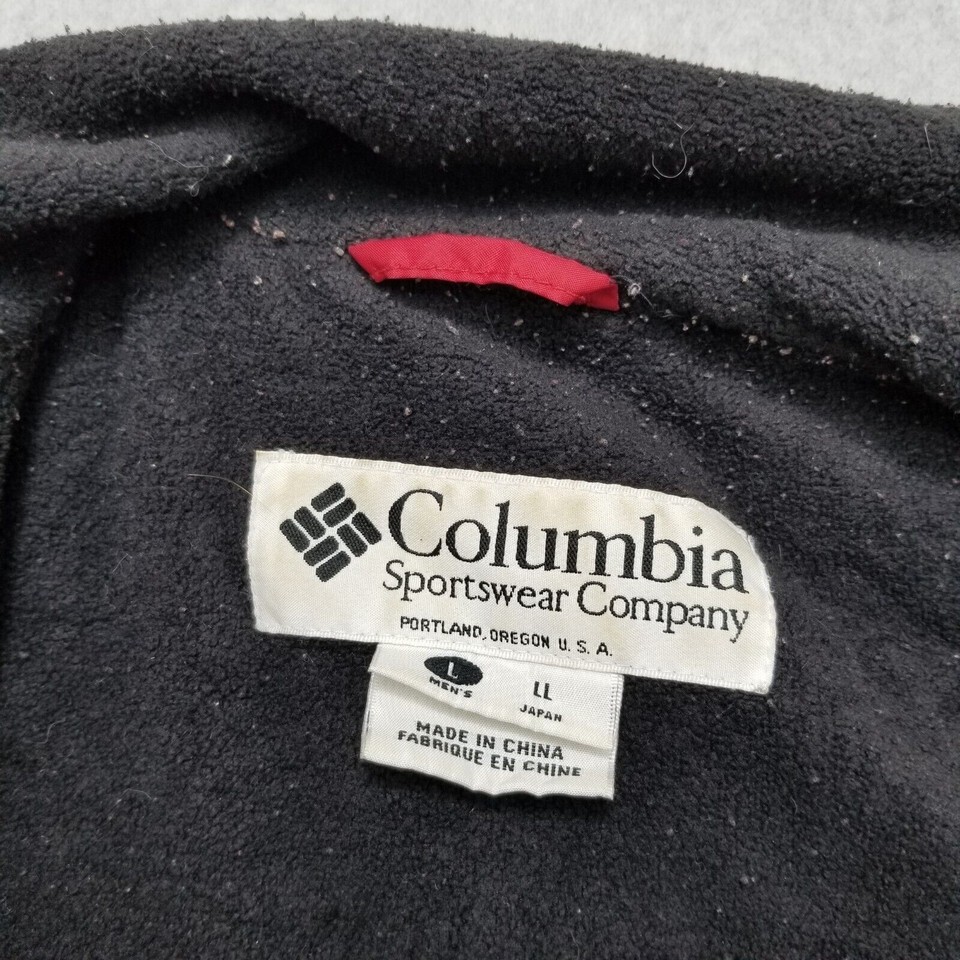 Columbia
Sportswear Company
PORTLAND, OREGON U. S. A.
L LL
MEN'S JAPAN
MADE IN CHINA
FABRIQUE EN CHINE